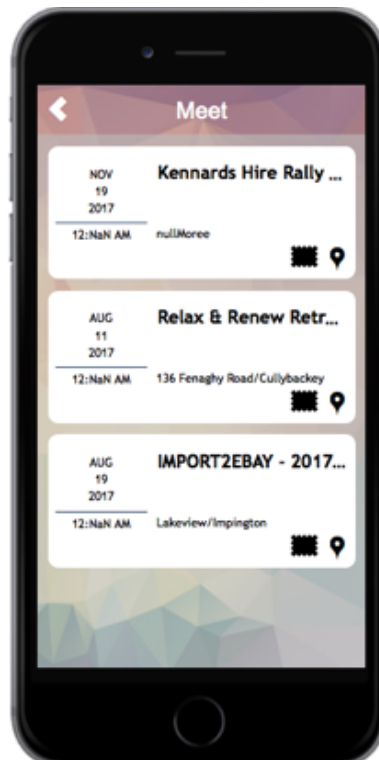 Meet
NOV
19
2017
12:NaN AM
Kennards Hire Rally ...
nullMoree
AUG
11
2017
12:NaN AM
Relax & Renew Retr...
136 Fenaghy Road/Cullybackey
AUG
19
2017
12:NaN AM
IMPORT2EBAY - 2017...
Lakeview/Impington